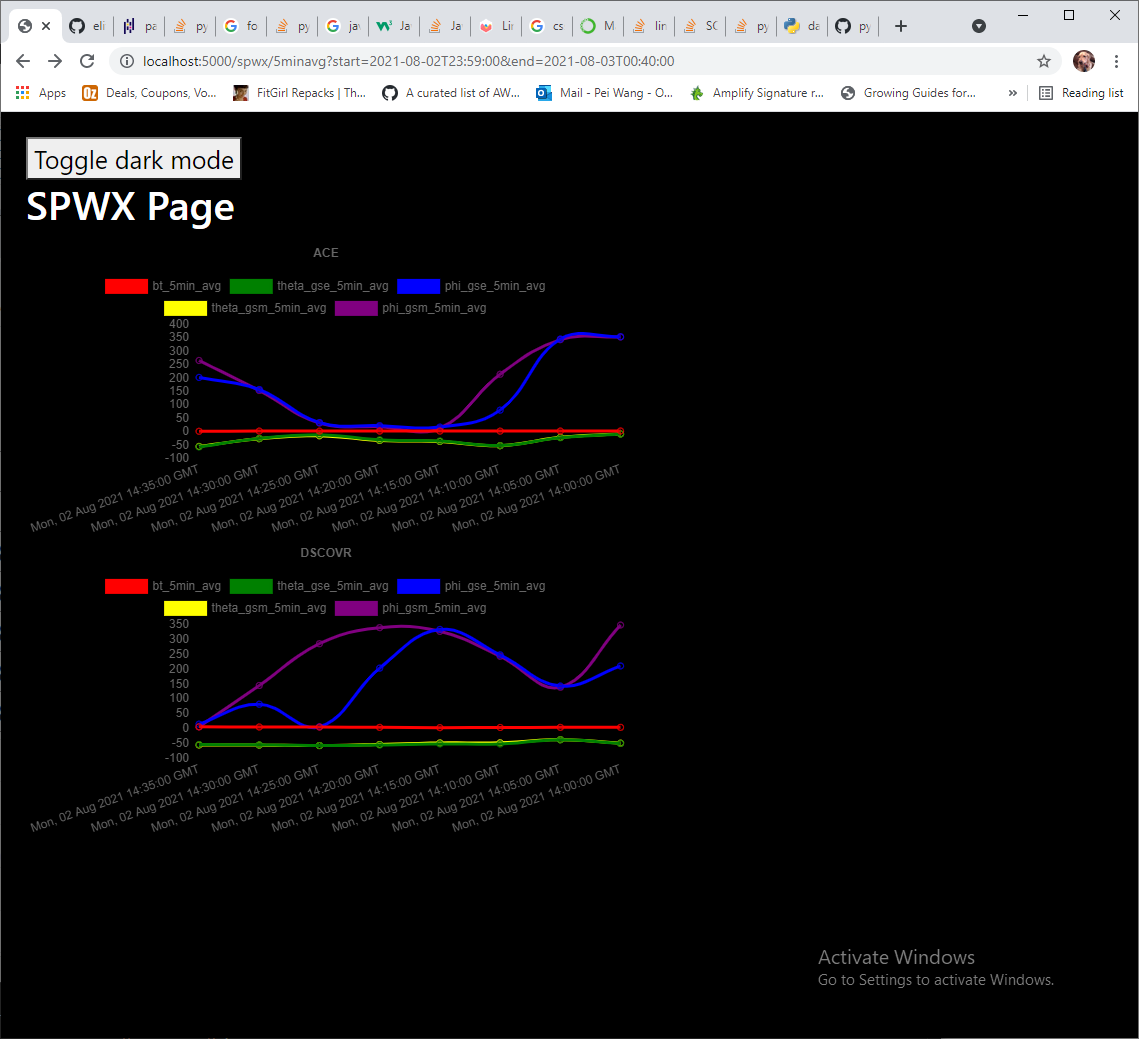 eli
pa
py
fo
py
jav
Ja
Ja
Lin
cs
M
lin
SC
py
da
py
localhost:5000/spwx/5minavg?start=2021-08-02T23:59:00&end=2021-08-03T00:40:00
Apps Deals, Coupons, Vo... FitGirl Repacks | Th... A curated list of AW... Mail - Pei Wang - O... Amplify Signature r... Growing Guides for... » Reading list
Toggle dark mode
SPWX Page
ACE
bt_5min_avg theta_gse_5min_avg phi_gse_5min_avg
theta_gsm_5min_avg phi_gsm_5min_avg
400
350
300
250
200
150
100
50
0
-50
-100
Mon, 02 Aug 2021 14:35:00 GMT
Mon, 02 Aug 2021 14:30:00 GMT
Mon, 02 Aug 2021 14:25:00 GMT
Mon, 02 Aug 2021 14:20:00 GMT
Mon, 02 Aug 2021 14:15:00 GMT
Mon, 02 Aug 2021 14:10:00 GMT
Mon, 02 Aug 2021 14:05:00 GMT
Mon, 02 Aug 2021 14:00:00 GMT
DSCOVR
bt_5min_avg theta_gse_5min_avg phi_gse_5min_avg
theta_gsm_5min_avg phi_gsm_5min_avg
350
300
250
200
150
100
50
0
-50
-100
Mon, 02 Aug 2021 14:35:00 GMT
Mon, 02 Aug 2021 14:30:00 GMT
Mon, 02 Aug 2021 14:25:00 GMT
Mon, 02 Aug 2021 14:20:00 GMT
Mon, 02 Aug 2021 14:15:00 GMT
Mon, 02 Aug 2021 14:10:00 GMT
Mon, 02 Aug 2021 14:05:00 GMT
Mon, 02 Aug 2021 14:00:00 GMT
Activate Windows
Go to Settings to activate Windows.